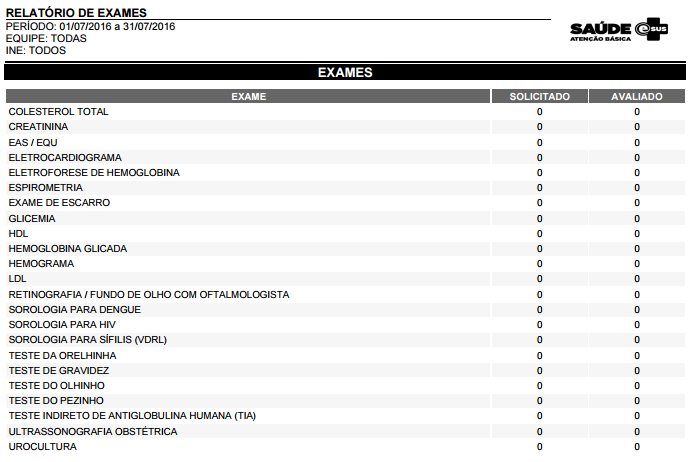 RELATÓRIO DE EXAMES
PERÍODO: 01/07/2016 a 31/07/2016
EQUIPE: TODAS
INE: TODOS
SAÚDE e SUS
ATENÇÃO BÁSICA
EXAMES
EXAME SOLICITADO AVALIADO
COLESTEROL TOTAL 0 0
CREATININA 0 0
EAS / EQU 0 0
ELETROCARDIOGRAMA 0 0
ELETROFORESE DE HEMOGLOBINA 0 0
ESPIROMETRIA 0 0
EXAME DE ESCARRO 0 0
GLICEMIA 0 0
HDL 0 0
HEMOGLOBINA GLICADA 0 0
HEMOGRAMA 0 0
LDL 0 0
RETINOGRAFIA / FUNDO DE OLHO COM OFTALMOLOGISTA 0 0
SOROLOGIA PARA DENGUE 0 0
SOROLOGIA PARA HIV 0 0
SOROLOGIA PARA SÍFILIS (VDRL) 0 0
TESTE DA ORELHINHA 0 0
TESTE DE GRAVIDEZ 0 0
TESTE DO OLHINHO 0 0
TESTE DO PEZINHO 0 0
TESTE INDIRETO DE ANTIGLOBULINA HUMANA (TIA) 0 0
ULTRASSONOGRAFIA OBSTÉTRICA 0 0
UROCULTURA 0 0